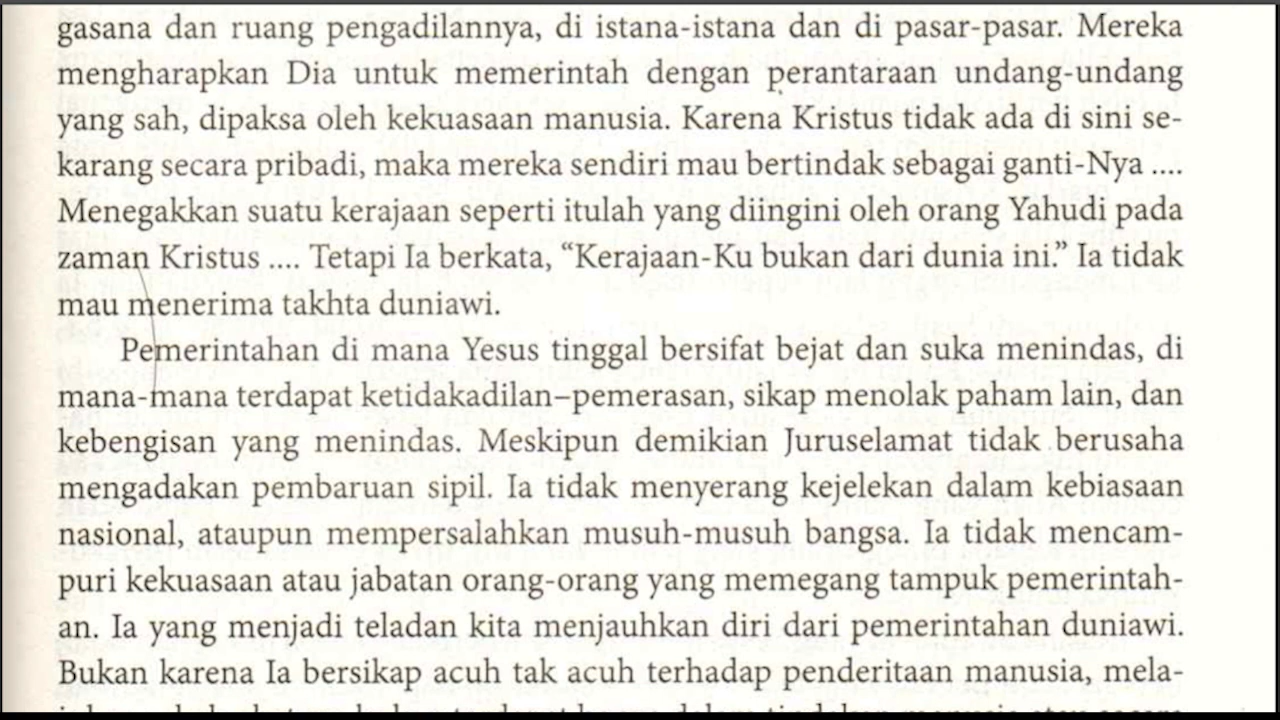 gasana dan ruang pengadilannya, di istana-istana dan di pasar-pasar. Mereka
mengharapkan Dia untuk memerintah dengan perantaraan undang-undang
yang sah, dipaksa oleh kekuasaan manusia. Karena Kristus tidak ada di sini se-
karang secara pribadi, maka mereka sendiri mau bertindak sebagai ganti-Nya ....
Menegakkan suatu kerajaan seperti itulah yang diingini oleh orang Yahudi pada
zaman Kristus .... Tetapi Ia berkata, “Kerajaan-Ku bukan dari dunia ini.” Ia tidak
mau menerima takhta duniawi.
Pemerintahan di mana Yesus tinggal bersifat bejat dan suka menindas, di
mana-mana terdapat ketidakadilan–pemerasan, sikap menolak paham lain, dan
kebengisan yang menindas. Meskipun demikian Juruselamat tidak berusaha
mengadakan pembaruan sipil. Ia tidak menyerang kejelekan dalam kebiasaan
nasional, ataupun mempersalahkan musuh-musuh bangsa. Ia tidak mencam-
puri kekuasaan atau jabatan orang-orang yang memegang tampuk pemerintah-
an. Ia yang menjadi teladan kita menjauhkan diri dari pemerintahan duniawi.
Bukan karena Ia bersikap acuh tak acuh terhadap penderitaan manusia, mela-